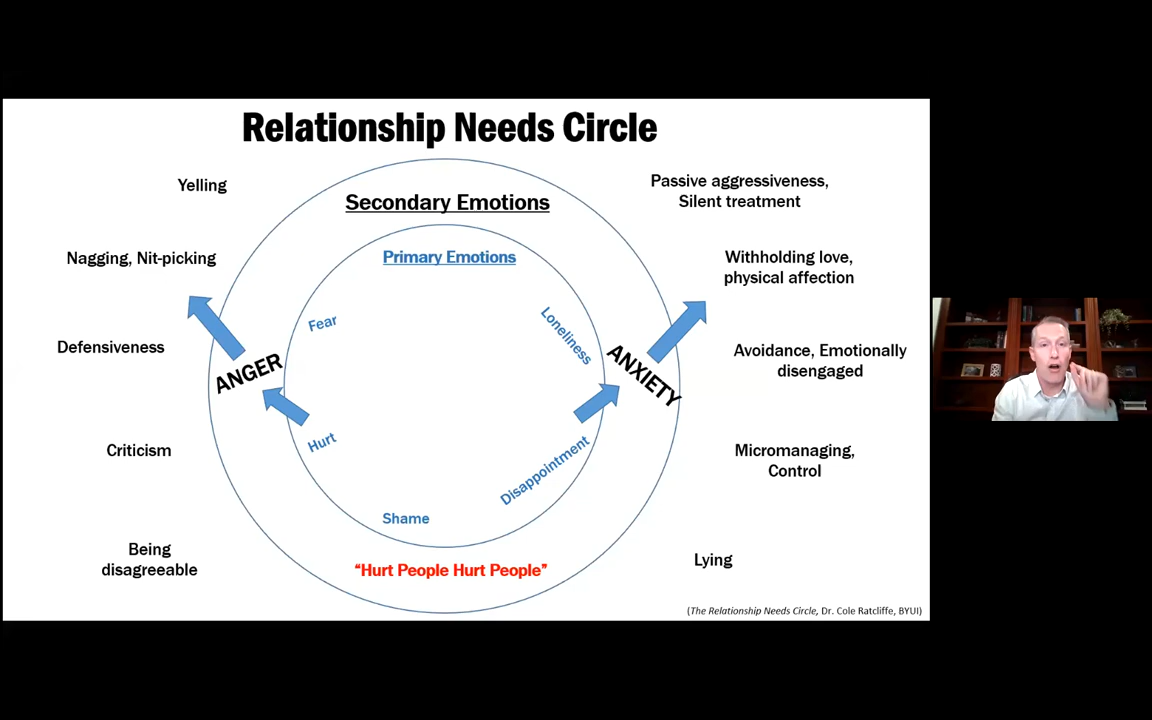 Relationship Needs Circle
Yelling
Passive aggressiveness,
Silent treatment
Secondary Emotions
Nagging, Nit-picking
Primary Emotions
Withholding love,
physical affection
Fear
Loneliness
Defensiveness
ANGER
ANXIETY
Avoidance, Emotionally
disengaged
Criticism
Hurt
Disappointment
Micromanaging,
Control
Shame
Being
disagreeable
“Hurt People Hurt People”
Lying
(The Relationship Needs Circle, Dr. Cole Ratcliffe, BYUI)